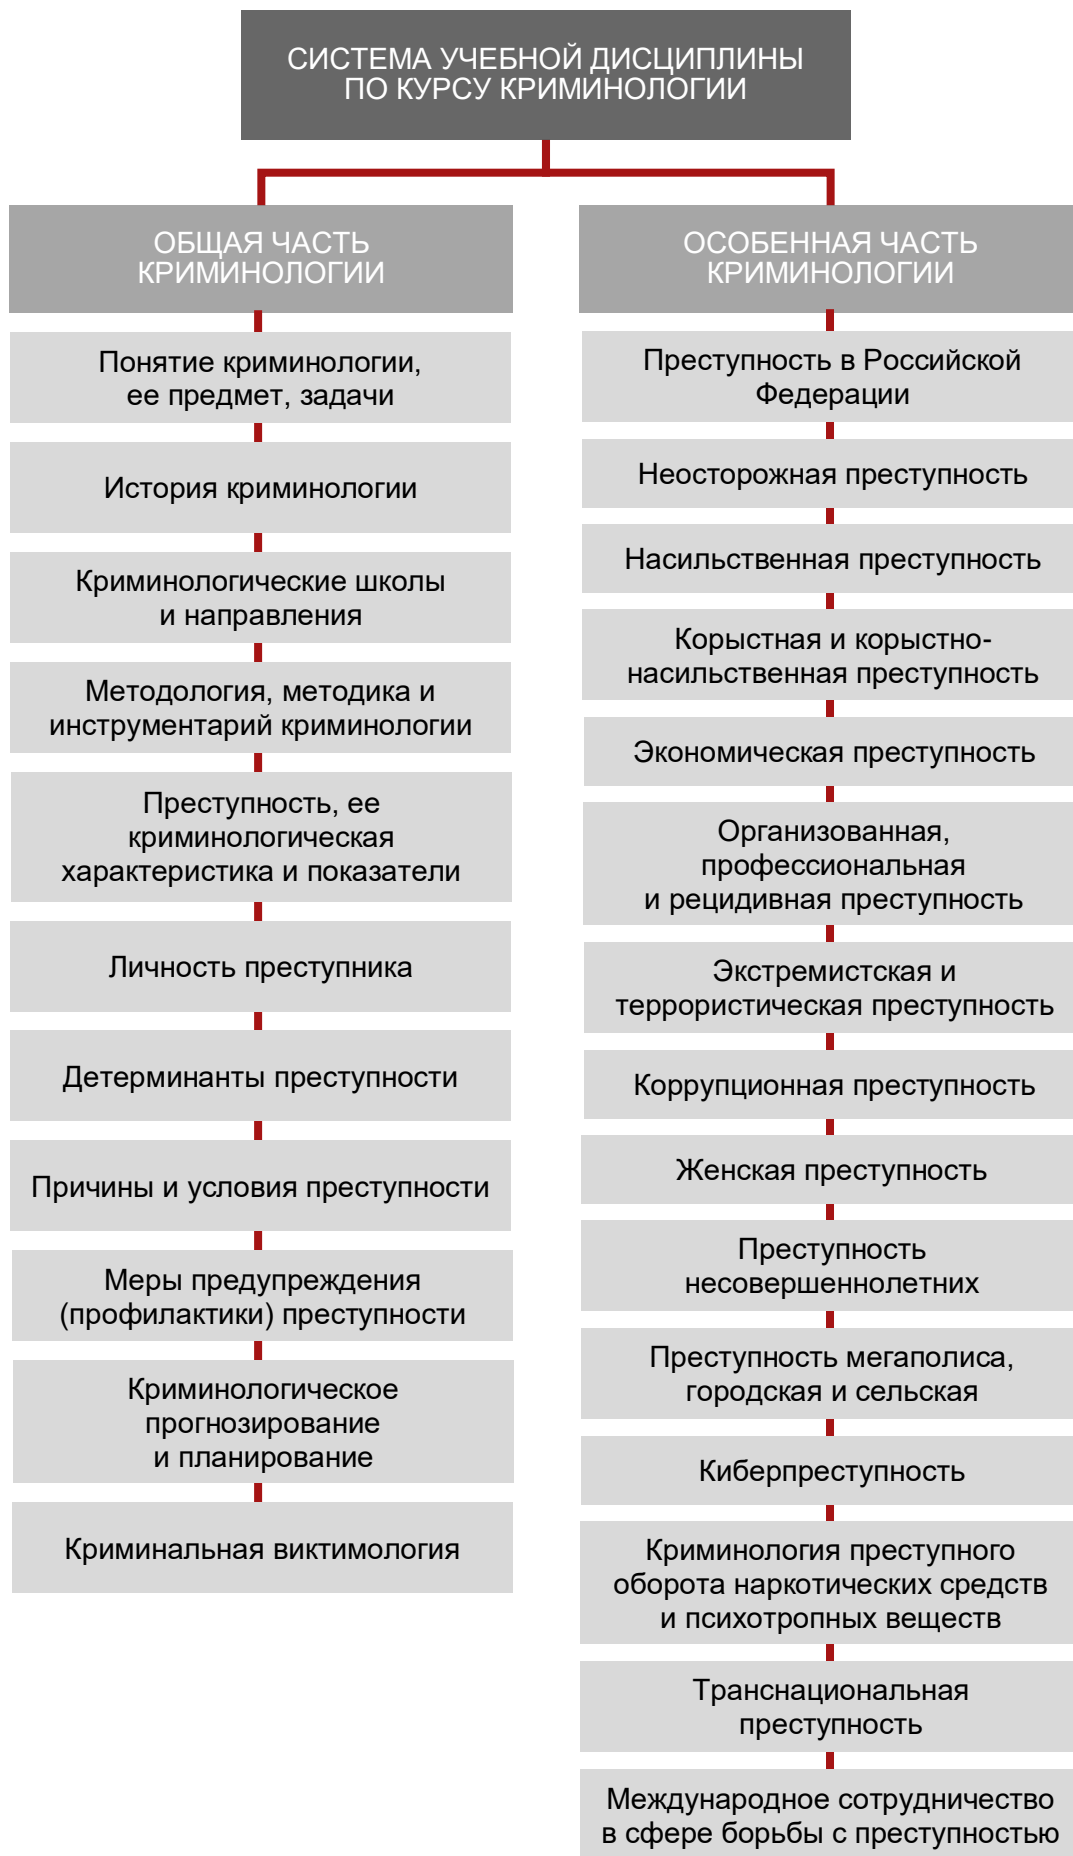 СИСТЕМА УЧЕБНОЙ ДИСЦИПЛИНЫ
ПО КУРСУ КРИМИНОЛОГИИ
ОБЩАЯ ЧАСТЬ
КРИМИНОЛОГИИ
Понятие криминологии,
ее предмет, задачи
История криминологии
Криминологические школы
и направления
Методология, методика и
инструментарий криминологии
Преступность, ее
криминологическая
характеристика и показатели
Личность преступника
Детерминанты преступности
Причины и условия преступности
Меры предупреждения
(профилактики) преступности
Криминологическое
прогнозирование
и планирование
Криминальная виктимология
ОСОБЕННАЯ ЧАСТЬ
КРИМИНОЛОГИИ
Преступность в Российской
Федерации
Неосторожная преступность
Насильственная преступность
Корыстная и корыстно-
насильственная преступность
Экономическая преступность
Организованная,
профессиональная
и рецидивная преступность
Экстремистская и
террористическая преступность
Коррупционная преступность
Женская преступность
Преступность
несовершеннолетних
Преступность мегаполиса,
городская и сельская
Киберпреступность
Криминология преступного
оборота наркотических средств
и психотропных веществ
Транснациональная
преступность
Международное сотрудничество
в сфере борьбы с преступностью